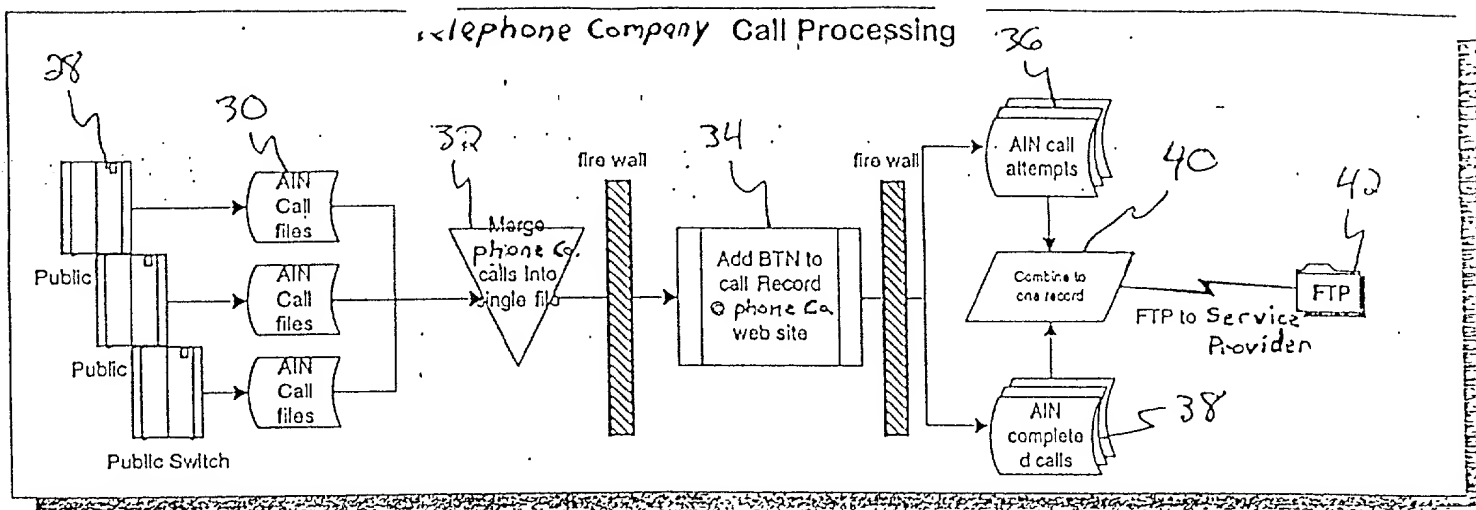 Telephone Company Call Processing
28
30
32
34
36
40
42
38
Public
Public
Public Switch
AIN
Call
files
AIN
Call
files
AIN
Call
files
Merge
phone Co.
calls Into
single file
fire wall
Add BTN to
call Record
@ phone Co
web site
fire wall
AIN call
attempts
Combine to
one record
AIN
complete
d calls
FTP to Service
Provider
FTP